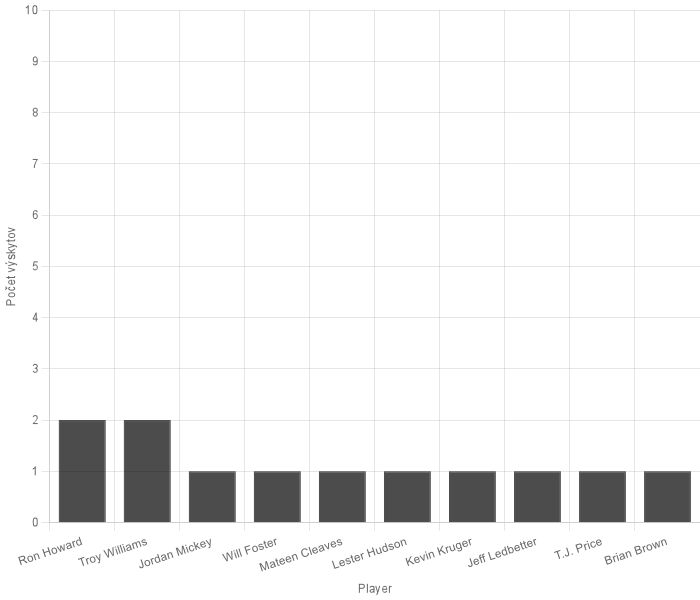 10
9
8
7
6
5
4
3
2
1
0
Počet výskytov
Ron Howard
Troy Williams
Jordan Mickey
Will Foster
Mateen Cleaves
Lester Hudson
Kevin Kruger
Jeff Ledbetter
T.J. Price
Brian Brown
Player